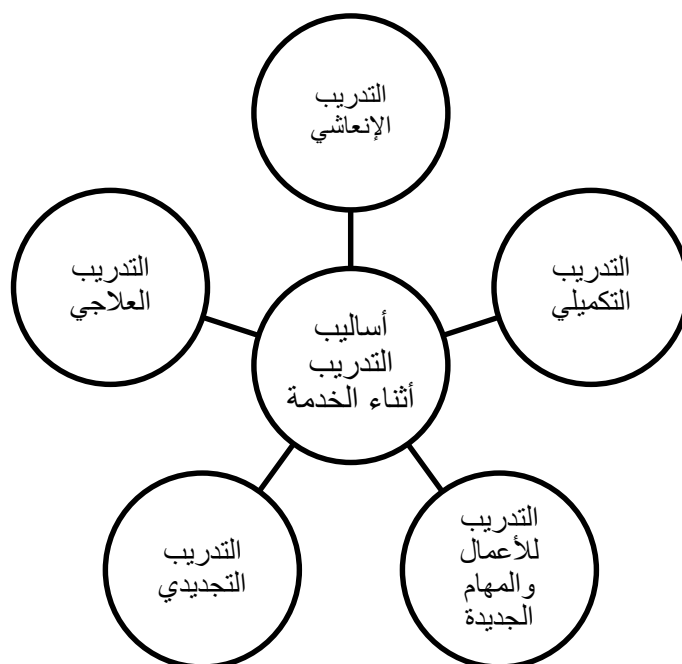 التدريب
الإنعاشي
التدريب
التكميلي
التدريب
العلاجي
أساليب
التدريب
أثناء الخدمة
التدريب
للأعمال
والمهام
الجديدة
التدريب
التجديدي